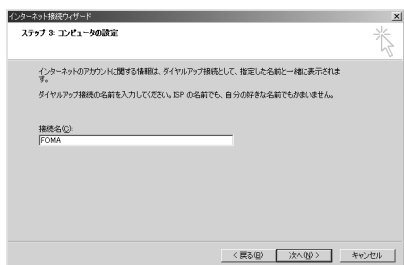 インターネット接続ウィザード
ステップ 3: コンピュータの設定
インターネットのアカウントに関する情報は、ダイヤルアップ接続として、指定した名前と一緒に表示されま
す。
ダイヤルアップ接続の名前を入力してください。ISP の名前でも、自分の好きな名前でもかまいません。
接続名(C):
FOMA
< 戻る(B)
次へ(N) >
キャンセル